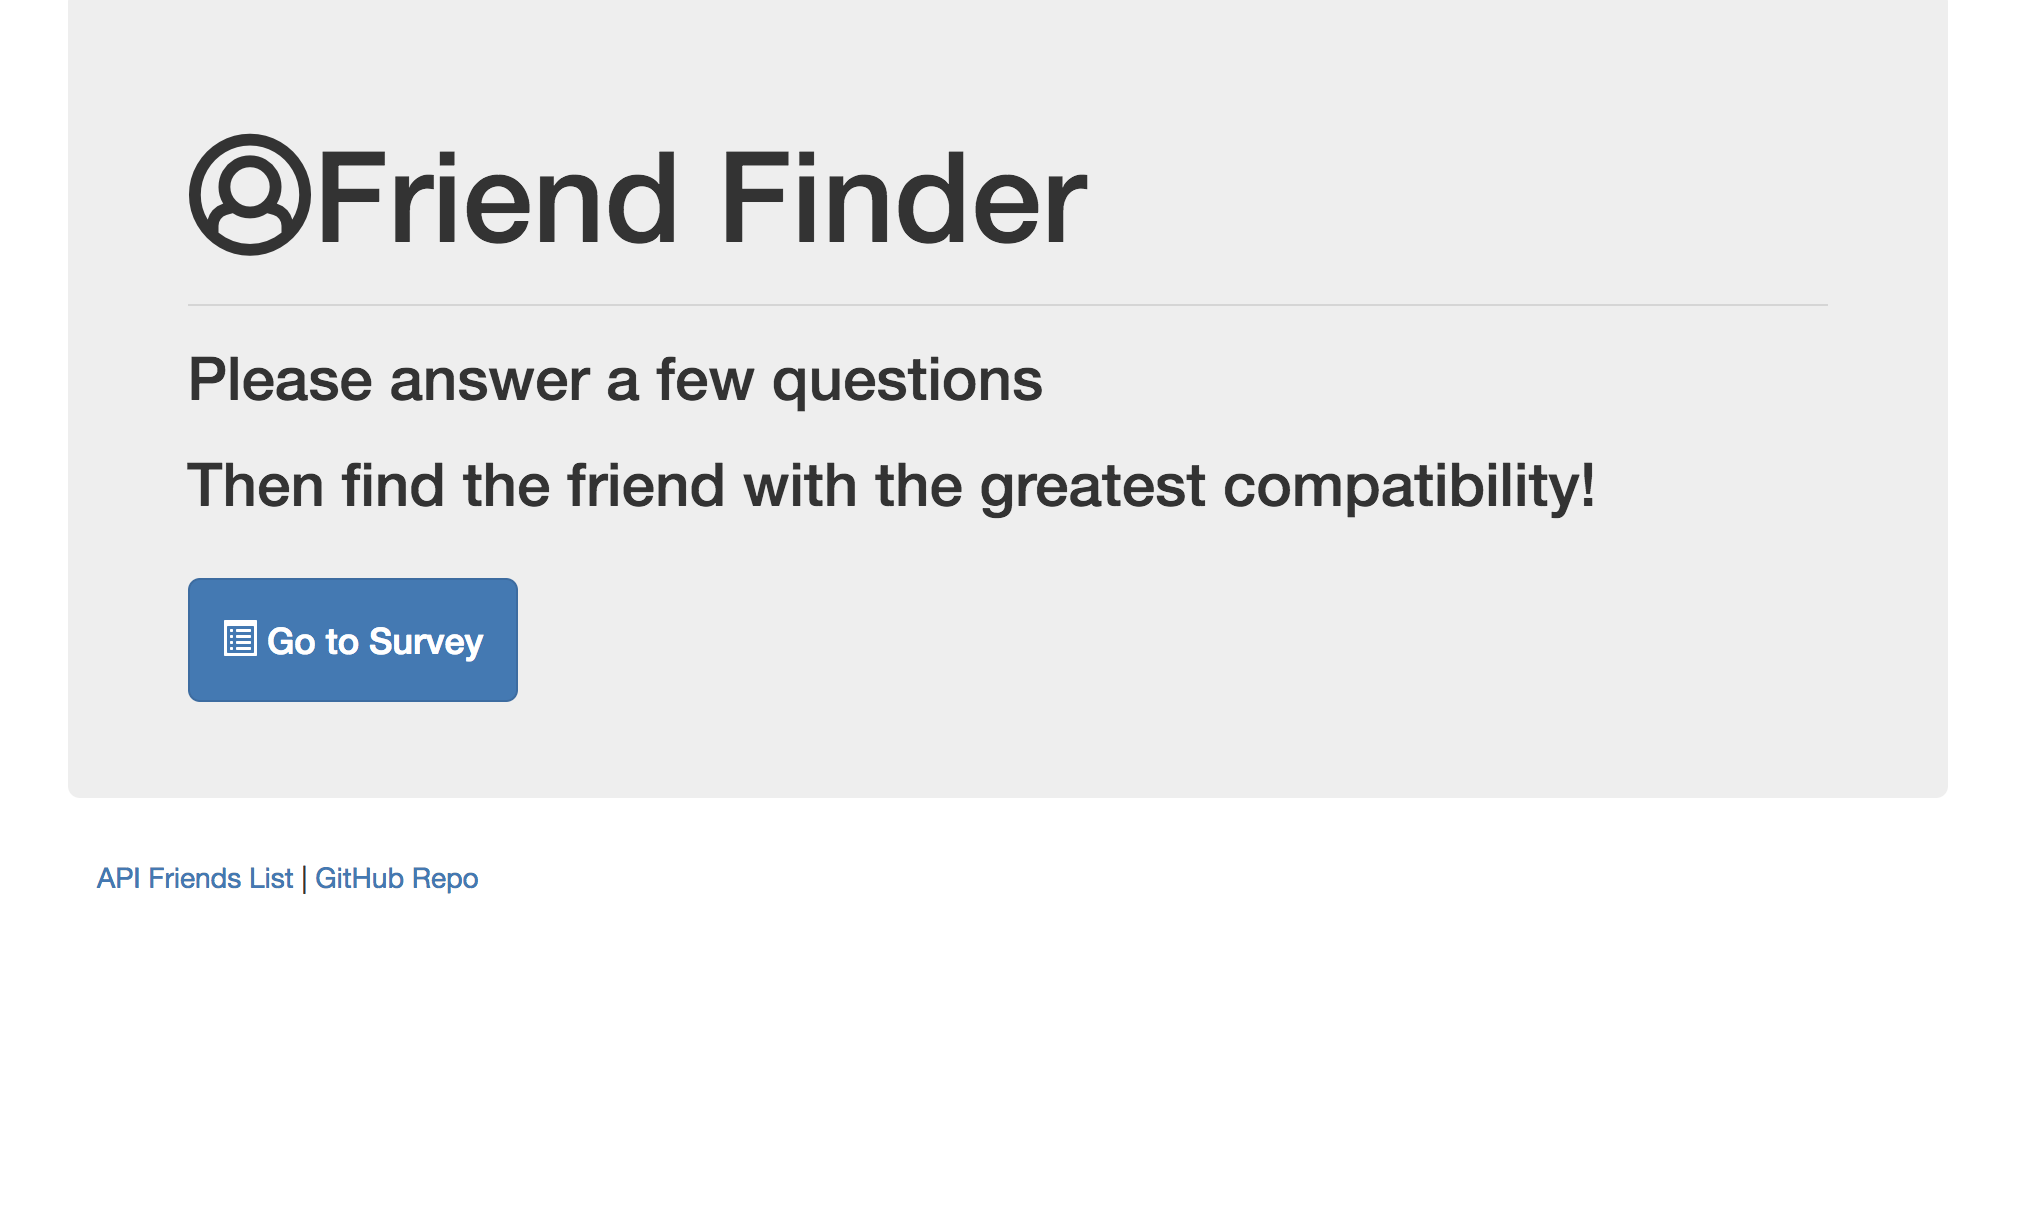 Friend Finder
Please answer a few questions
Then find the friend with the greatest compatibility!
Go to Survey
API Friends List | GitHub Repo